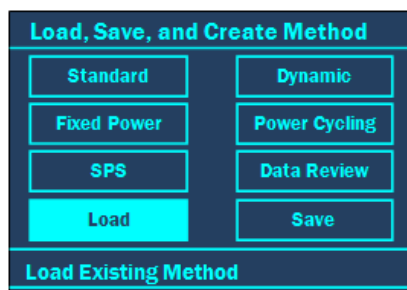 Load, Save, and Create Method
Standard Dynamic
Fixed Power Power Cycling
SPS Data Review
Load Save
Load Existing Method